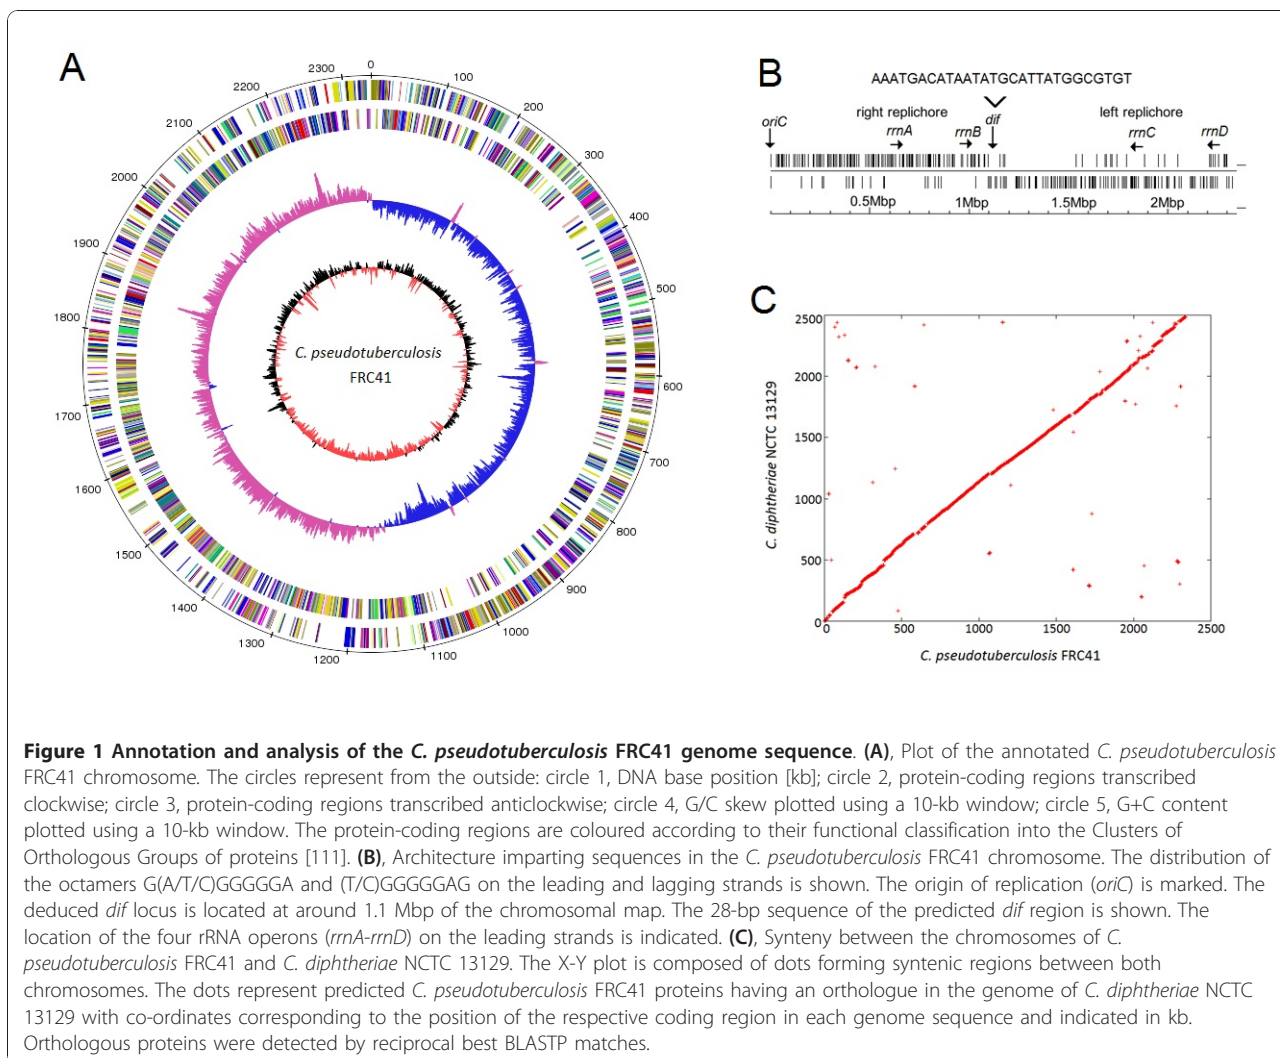 A
0
100
200
300
400
500
600
700
800
900
1000
1100
1200
1300
1400
1500
1600
1700
1800
1900
2000
2100
2200
2300
C. pseudotuberculosis
FRC41
B
AAATGACATAATATGCATTATGGCGTGT
right replichore
left replichore
oriC
rrnA
rrnB
dif
rrnC
rrnD
0.5Mbp
1Mbp
1.5Mbp
2Mbp
C
2500
2000
1500
1000
500
0
C. diphtheriae NCTC 13129
0
500
1000
1500
2000
2500
C. pseudotuberculosis FRC41
Figure 1 Annotation and analysis of the C. pseudotuberculosis FRC41 genome sequence. (A), Plot of the annotated C. pseudotuberculosis
FRC41 chromosome. The circles represent from the outside: circle 1, DNA base position [kb]; circle 2, protein-coding regions transcribed
clockwise; circle 3, protein-coding regions transcribed anticlockwise; circle 4, G/C skew plotted using a 10-kb window; circle 5, G+C content
plotted using a 10-kb window. The protein-coding regions are coloured according to their functional classification into the Clusters of
Orthologous Groups of proteins [111]. (B), Architecture imparting sequences in the C. pseudotuberculosis FRC41 chromosome. The distribution of
the octamers G(A/T/C)GGGGGA and (T/C)GGGGGAG on the leading and lagging strands is shown. The origin of replication (oriC) is marked. The
deduced dif locus is located at around 1.1 Mbp of the chromosomal map. The 28-bp sequence of the predicted dif region is shown. The
location of the four rRNA operons (rrnA-rrnD) on the leading strands is indicated. (C), Synteny between the chromosomes of C.
pseudotuberculosis FRC41 and C. diphtheriae NCTC 13129. The X-Y plot is composed of dots forming syntenic regions between both
chromosomes. The dots represent predicted C. pseudotuberculosis FRC41 proteins having an orthologue in the genome of C. diphtheriae NCTC
13129 with co-ordinates corresponding to the position of the respective coding region in each genome sequence and indicated in kb.
Orthologous proteins were detected by reciprocal best BLASTP matches.